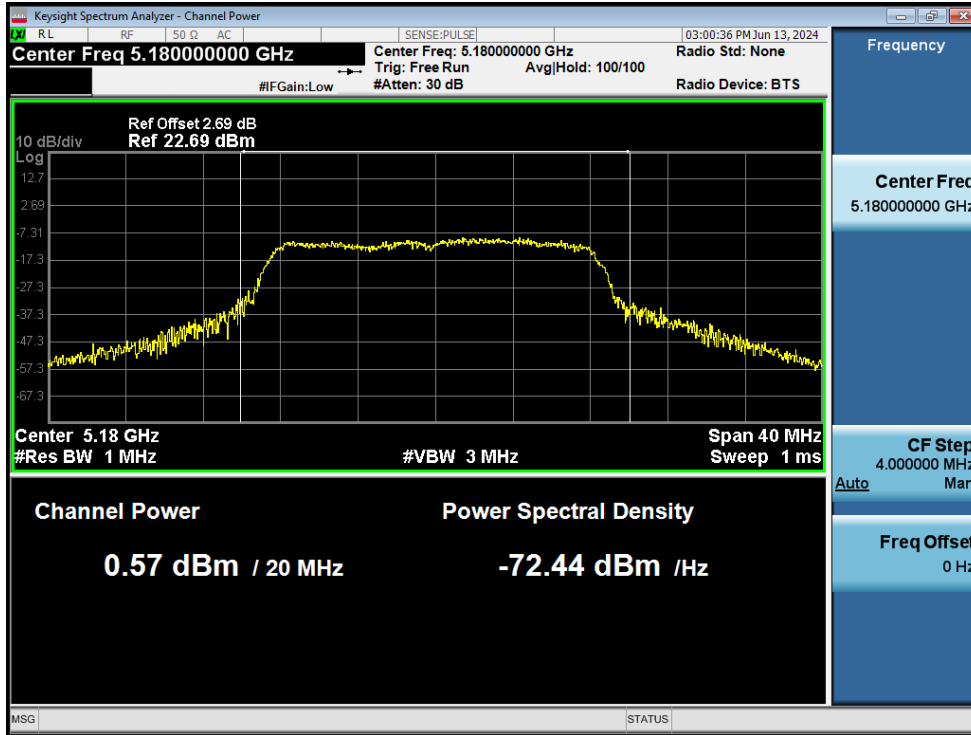 Keysight Spectrum Analyzer - Channel Power
LXI RL RF 50 Ω AC SENSE:PULSE 03:00:36 PM Jun 13, 2024
Center Freq 5.180000000 GHz
Center Freq: 5.180000000 GHz
Radio Std: None
Trig: Free Run Avg|Hold: 100/100
#IFGain:Low
#Atten: 30 dB
Radio Device: BTS
Ref Offset 2.69 dB
10 dB/div Ref 22.69 dBm
Log
12.7
2.69
-7.31
-17.3
-27.3
-37.3
-47.3
-57.3
-67.3
Center 5.18 GHz Span 40 MHz
#Res BW 1 MHz #VBW 3 MHz Sweep 1 ms
Channel Power Power Spectral Density
0.57 dBm / 20 MHz -72.44 dBm /Hz
Frequency
Center Freq
5.180000000 GHz
CF Step
4.000000 MHz
Auto Man
Freq Offset
0 Hz
MSG STATUS